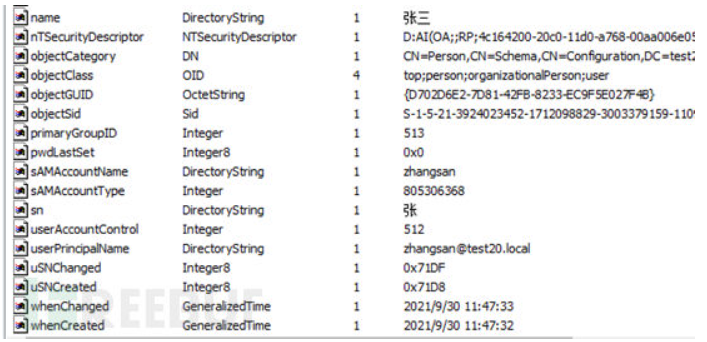 name DirectoryString 1 张三
nTSecurityDescriptor NTSecurityDescriptor 1 D:AI(OA;;RP;4c164200-20c0-11d0-a768-00aa006e05
objectCategory DN 1 CN=Person,CN=Schema,CN=Configuration,DC=test2
objectClass OID 4 top;person;organizationalPerson;user
objectGUID OctetString 1 {D702D6E2-7D81-42FB-8233-EC9F5E027F4B}
objectSid Sid 1 S-1-5-21-3924023452-1712098829-3003379159-110
primaryGroupID Integer 1 513
pwdLastSet Integer8 1 0x0
sAMAccountName DirectoryString 1 zhangsan
sAMAccountType Integer 1 805306368
sn DirectoryString 1 张
userAccountControl Integer 1 512
userPrincipalName DirectoryString 1 zhangsan@test20.local
uSNChanged Integer8 1 0x71DF
uSNCreated Integer8 1 0x71D8
whenChanged GeneralizedTime 1 2021/9/30 11:47:33
whenCreated GeneralizedTime 1 2021/9/30 11:47:32